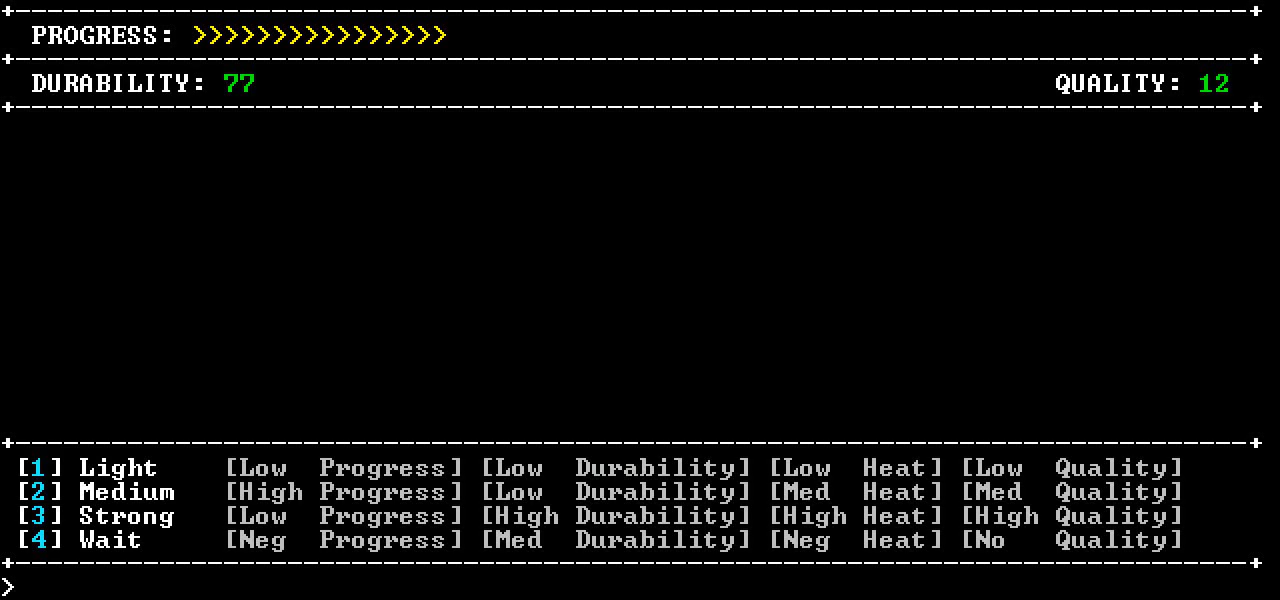 +------------------------------------------------------------------------------+
PROGRESS: >>>>>>>>>>>>>>>>
+------------------------------------------------------------------------------+
DURABILITY: 77 QUALITY: 12
+------------------------------------------------------------------------------+
+------------------------------------------------------------------------------+
[1] Light [Low Progress] [Low Durability] [Low Heat] [Low Quality]
[2] Medium [High Progress] [Low Durability] [Med Heat] [Med Quality]
[3] Strong [Low Progress] [High Durability] [High Heat] [High Quality]
[4] Wait [Neg Progress] [Med Durability] [Neg Heat] [No Quality]
+------------------------------------------------------------------------------+
>